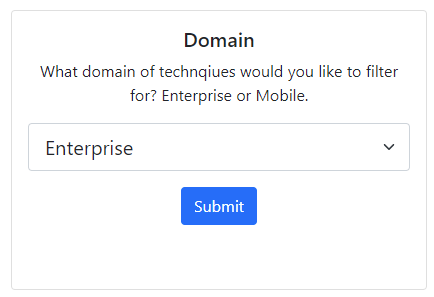 Domain
What domain of technqiues would you like to filter
for? Enterprise or Mobile.
Enterprise
Submit